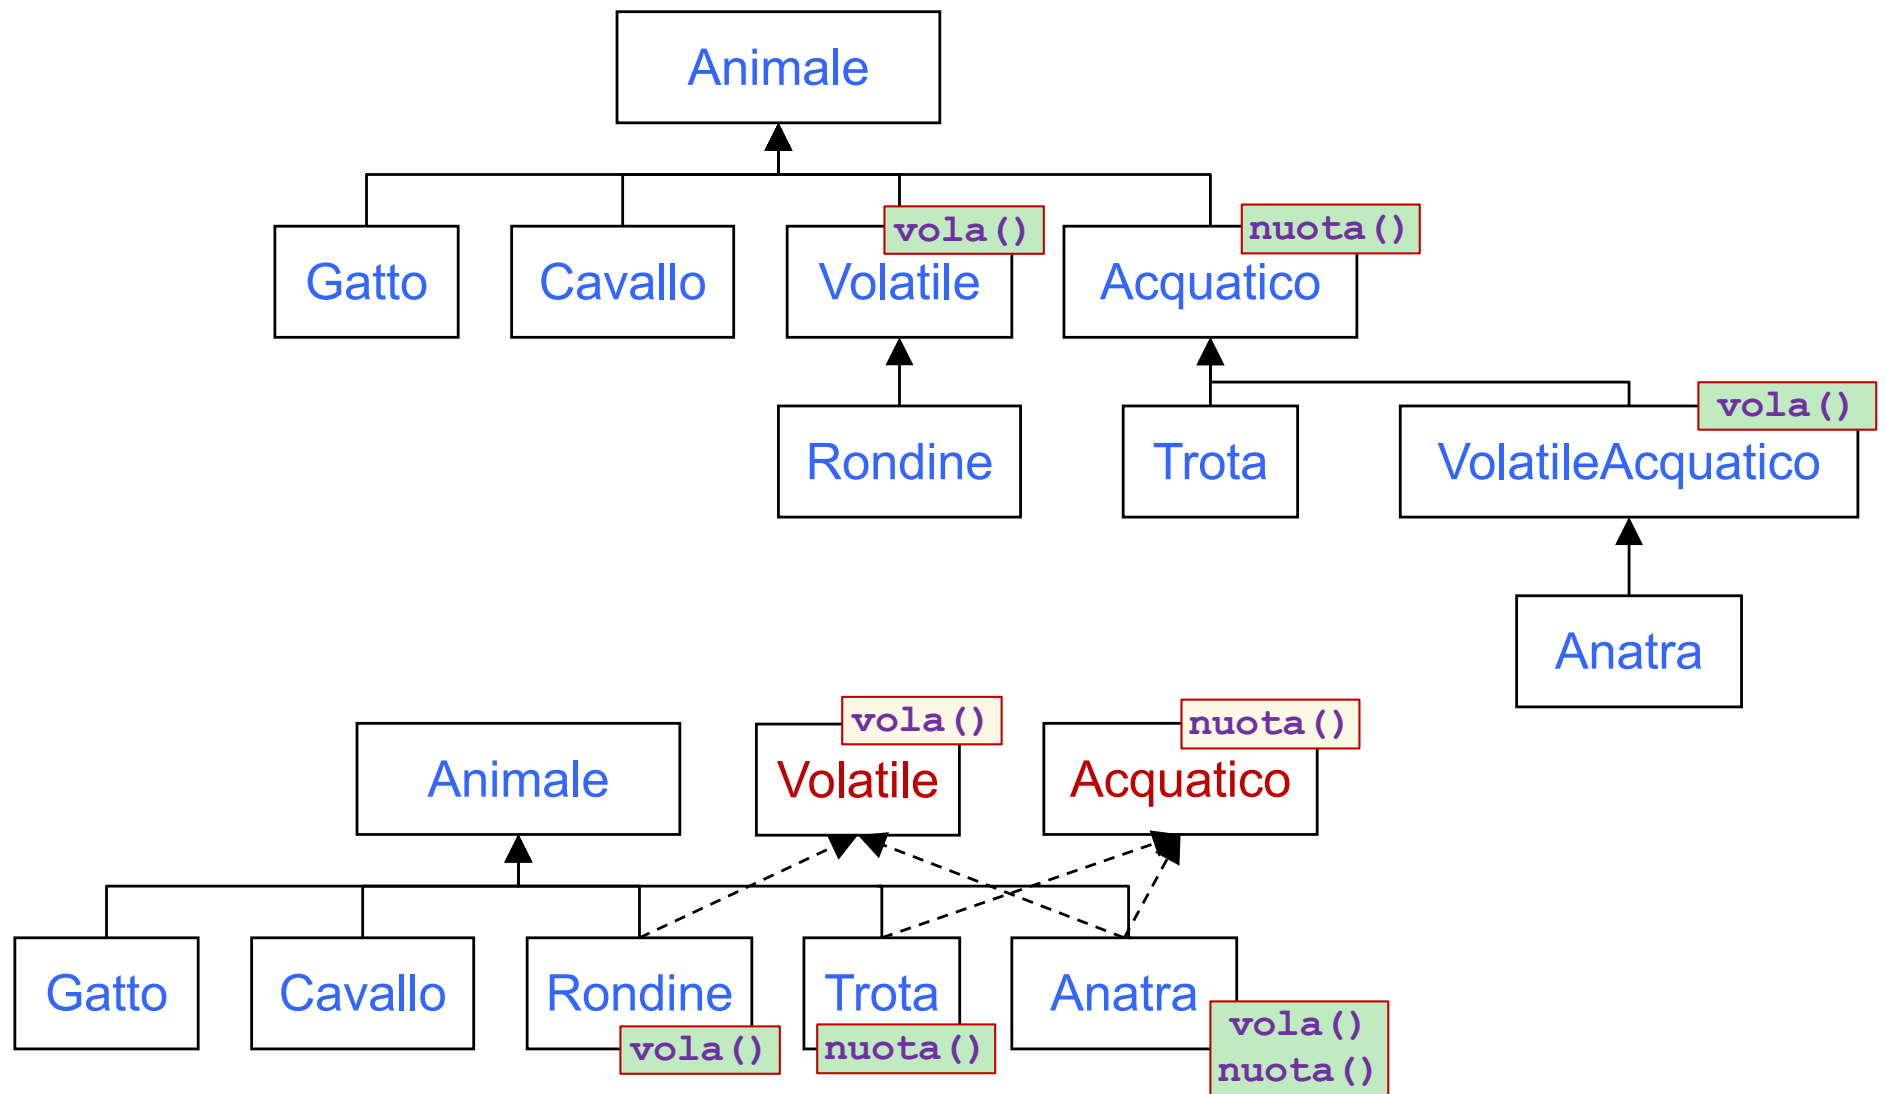 Animale
vola()
nuota()
Gatto
Cavallo
Volatile
Acquatico
vola()
Rondine
Trota
VolatileAcquatico
Anatra
vola()
nuota()
Animale
Volatile
Acquatico
Gatto
Cavallo
Rondine
Trota
Anatra
vola()
nuota()
vola()
nuota()